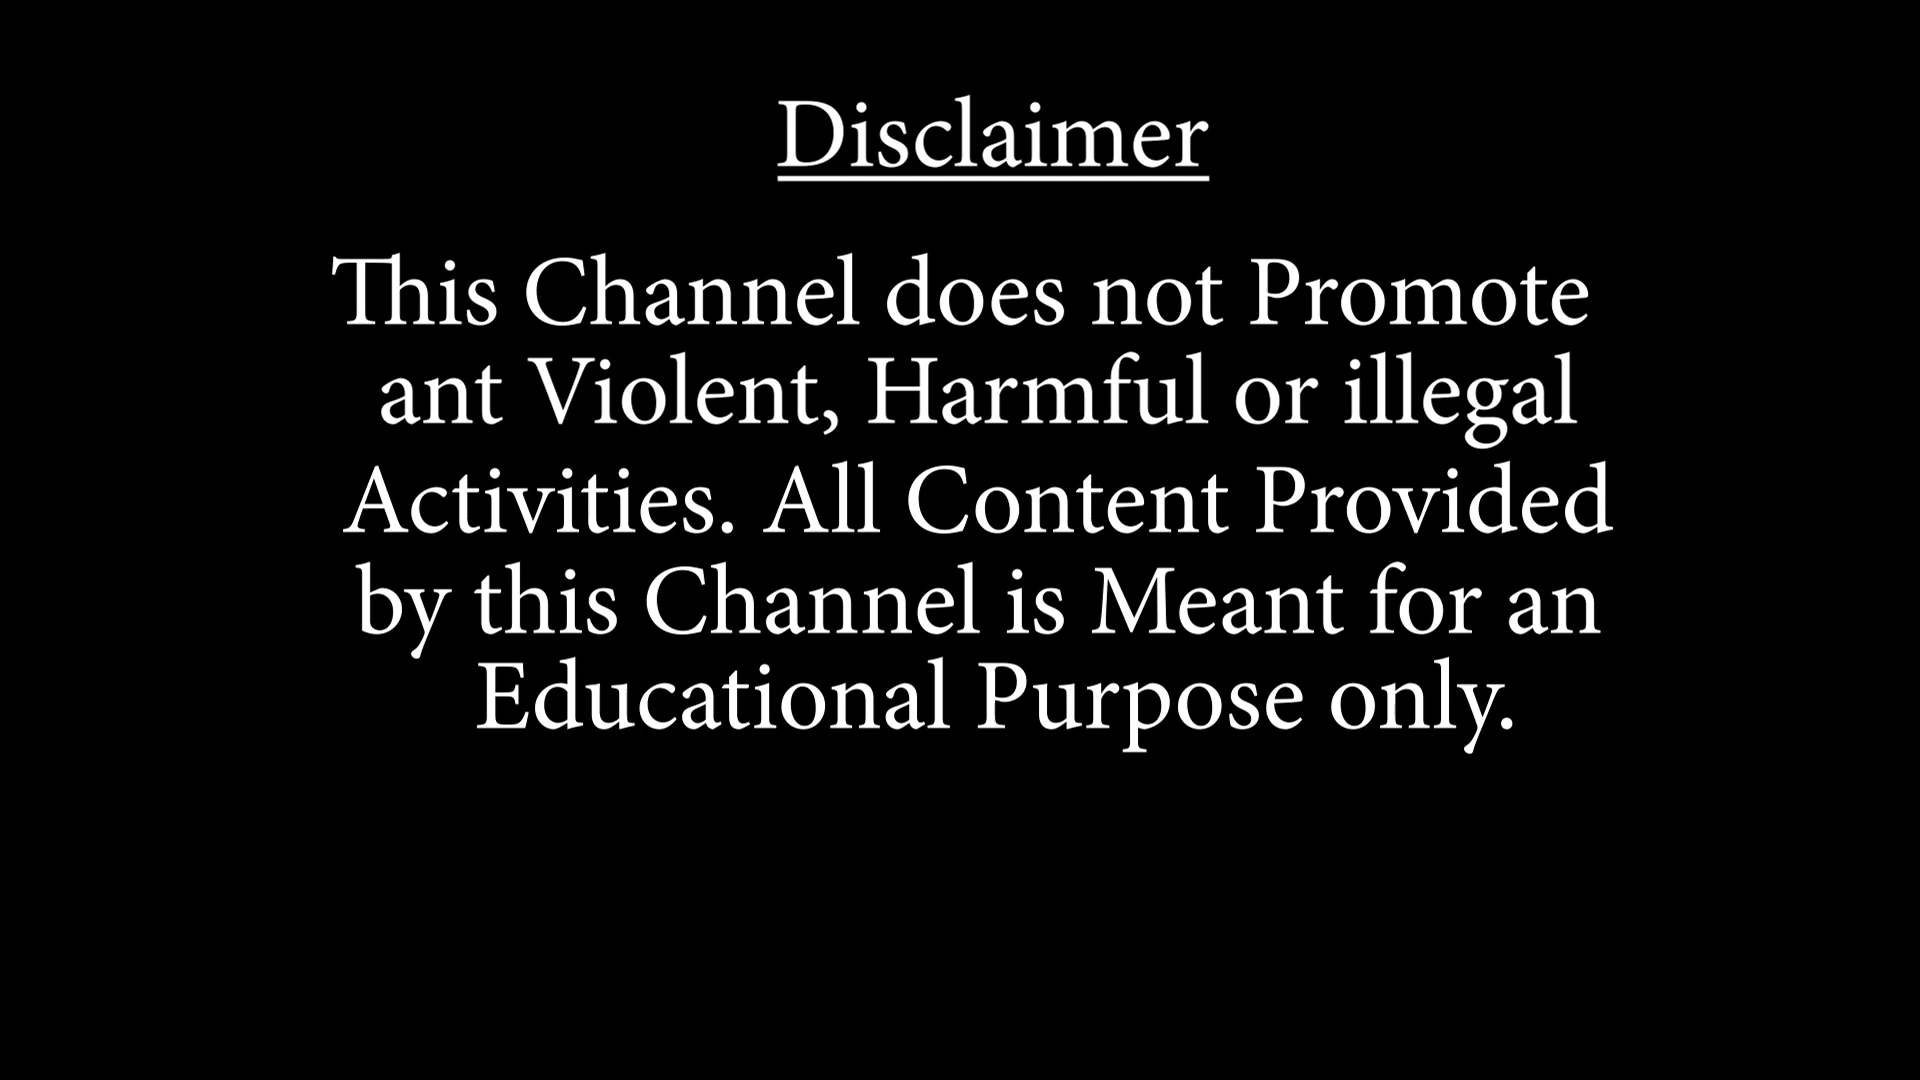 Disclaimer
This Channel does not Promote
ant Violent, Harmful or illegal
Activities. All Content Provided
by this Channel is Meant for an
Educational Purpose only.